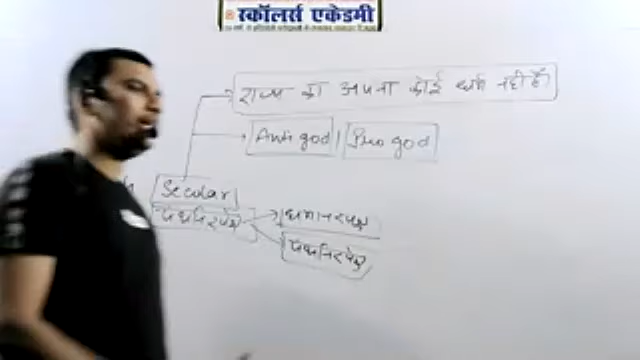 स्कॉलर्स एकेडमी
राज्य का अपना कोई धर्म नहीं है।
Anti god | Pro god
Secular
पंथनिरपेक्ष
धर्मनिरपेक्ष
पंथनिरपेक्ष